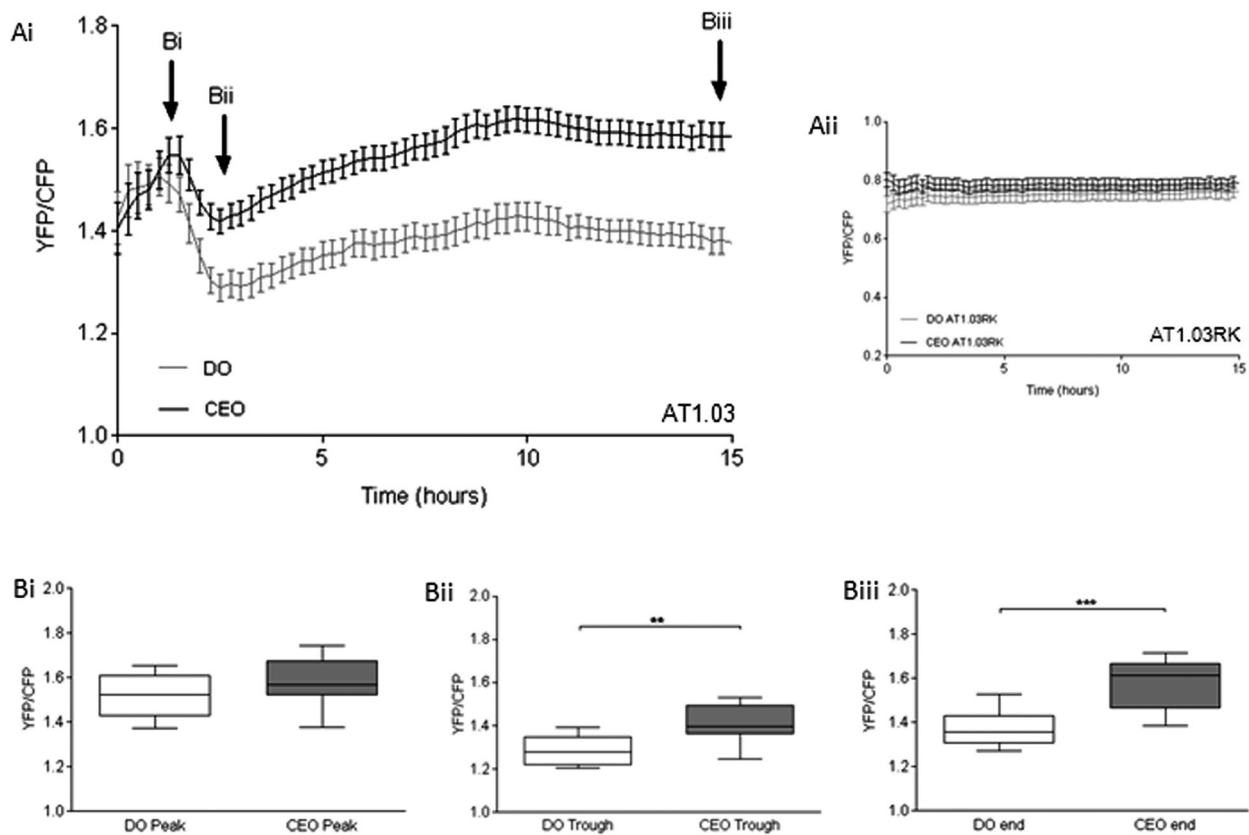 Ai
1.8
1.6
1.4
1.2
1.0
YFP/CFP
Bi
Bii
Biii
DO
CEO
AT1.03
0 5 10 15
Time (hours)
Aii
1.0
0.8
0.6
0.4
0.2
YFP/CFP
DO AT1.03RK
CEO AT1.03RK
AT1.03RK
0 5 10 15
Time (hours)
Bi
2.0
1.8
1.6
1.4
1.2
1.0
YFP/CFP
DO Peak CEO Peak
Bii
2.0
1.8
1.6
1.4
1.2
1.0
YFP/CFP
**
DO Trough CEO Trough
Biii
2.0
1.8
1.6
1.4
1.2
1.0
YFP/CFP
***
DO end CEO end